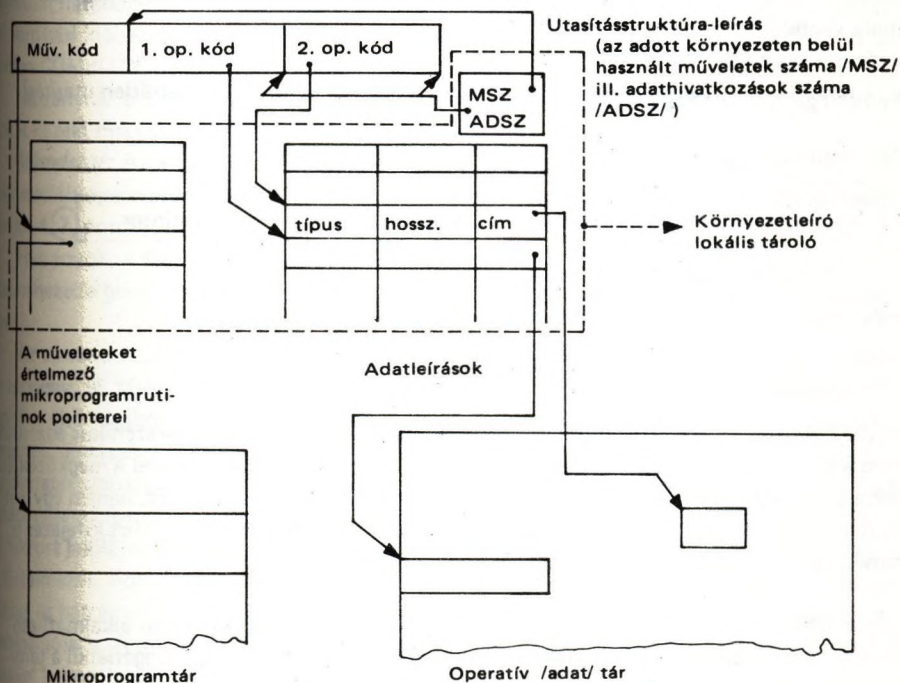 Műv. kód
1. op. kód
2. op. kód
Utasításstruktúra-leírás
(az adott környezeten belül
használt műveletek száma /MSZ/
ill. adathivatkozások száma
/ADSZ/ )
MSZ
ADSZ
típus
hossz.
cím
Környezetleíró
lokális tároló
A műveleteket
értelmező
mikroprogramruti-
nok pointerei
Adatleírások
Mikroprogramtár
Operatív /adat/ tár